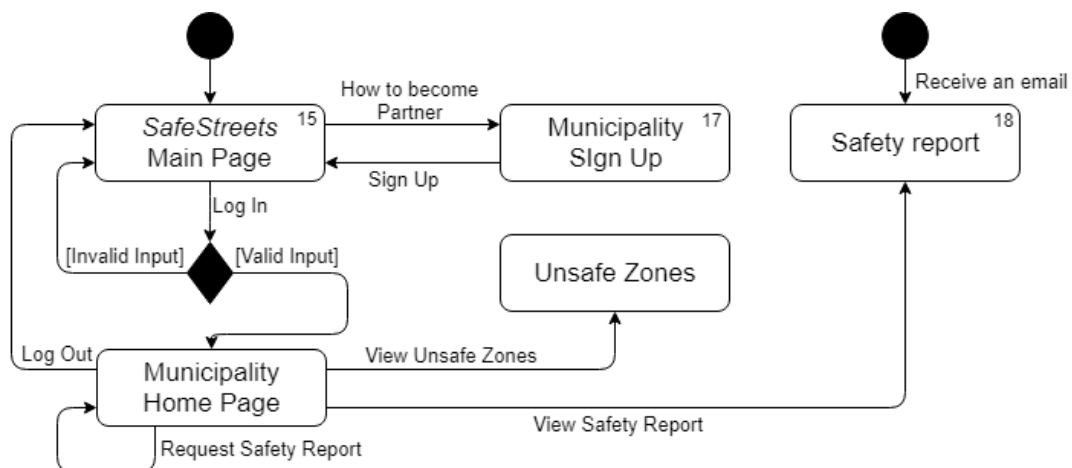 Receive an email
SafeStreets
Main Page
15
How to become
Partner
Municipality
SIgn Up
17
Safety report
18
Sign Up
Log In
[Invalid Input]
[Valid Input]
Unsafe Zones
Log Out
View Unsafe Zones
Municipality
Home Page
View Safety Report
Request Safety Report